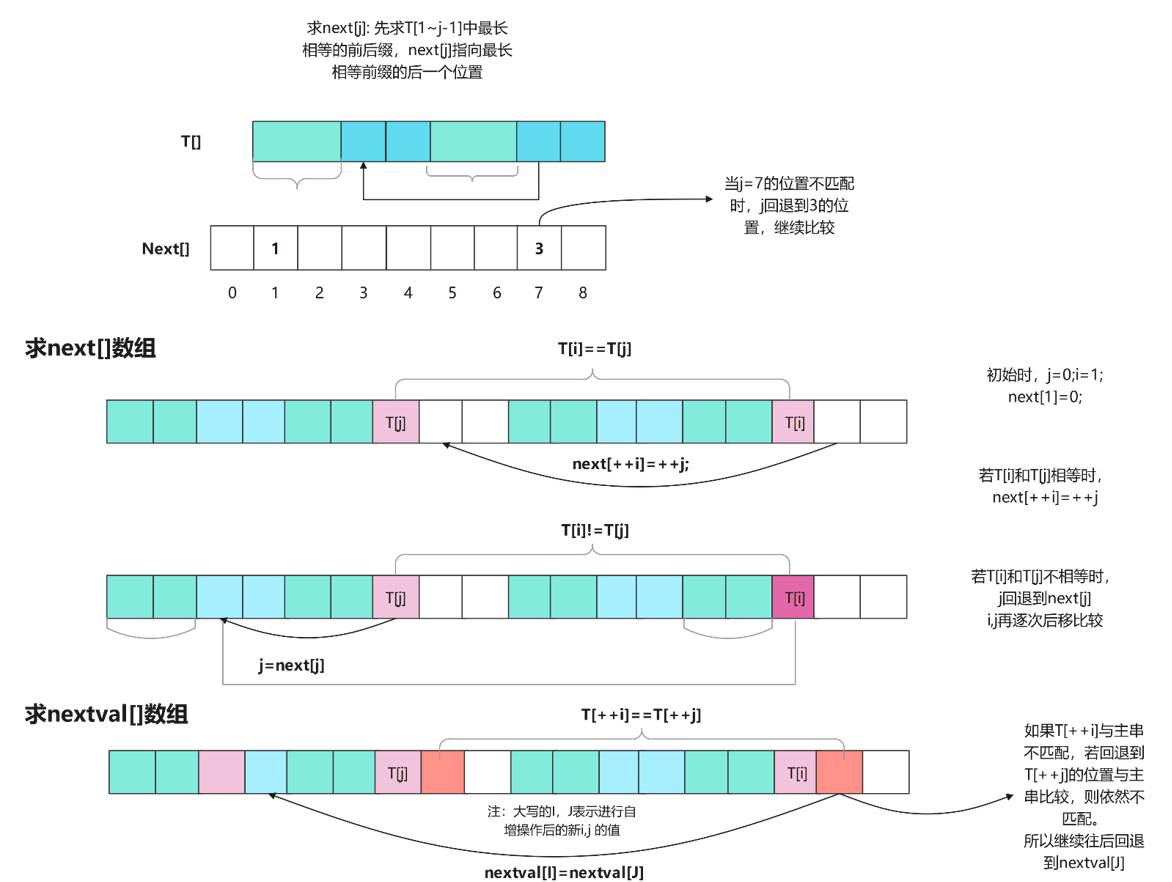 求next[j]: 先求T[1~j-1]中最长
相等的前后缀，next[j]指向最长
相等前缀的后一个位置
T[]
当j=7的位置不匹配
时，j回退到3的位
置，继续比较
Next[]
1
3
0 1 2 3 4 5 6 7 8
求next[]数组
T[i]==T[j]
初始时，j=0;i=1;
next[1]=0;
T[j]
T[i]
next[++i]=++j;
若T[i]和T[j]相等时，
next[++i]=++j
T[i]!=T[j]
T[j]
T[i]
若T[i]和T[j]不相等时，
j回退到next[j]
i,j再逐次后移比较
j=next[j]
求nextval[]数组
T[++i]==T[++j]
T[j]
T[i]
如果T[++i]与主串
不匹配，若回退到
T[++j]的位置与主
串比较，则依然不
匹配。
所以继续往后回退
到nextval[J]
注：大写的I，J表示进行自
增操作后的新i,j 的值
nextval[I]=nextval[J]